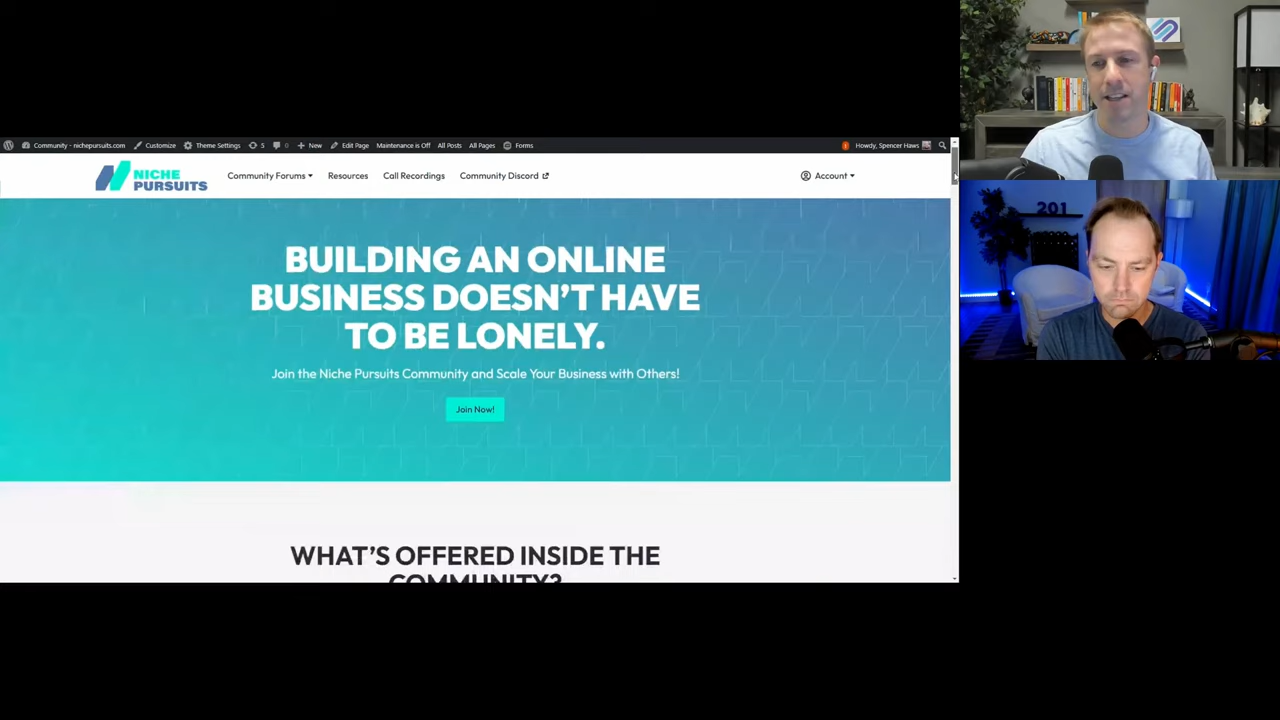 Community - nichepursuits.com Customize Theme Settings 5 0 New Edit Page Maintenance is Off All Posts All Pages Forms Howdy, Spencer Haws
NICHE
PURSUITS
Community Forums Resources Call Recordings Community Discord Account
BUILDING AN ONLINE
BUSINESS DOESN'T HAVE
TO BE LONELY.
Join the Niche Pursuits Community and Scale Your Business with Others!
Join Now!
WHAT'S OFFERED INSIDE THE
COMMUNITY?
201